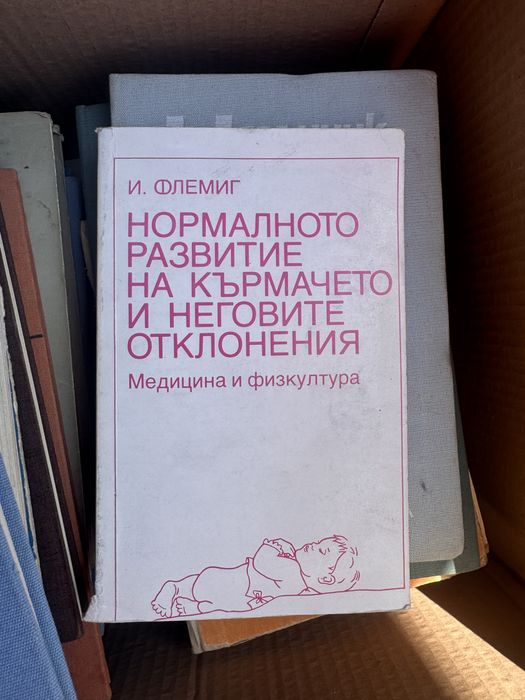 И. ФЛЕМИГ
НОРМАЛНОТО
РАЗВИТИЕ
НА КЪРМАЧЕТО
И НЕГОВИТЕ
ОТКЛОНЕНИЯ
Медицина и физкултура